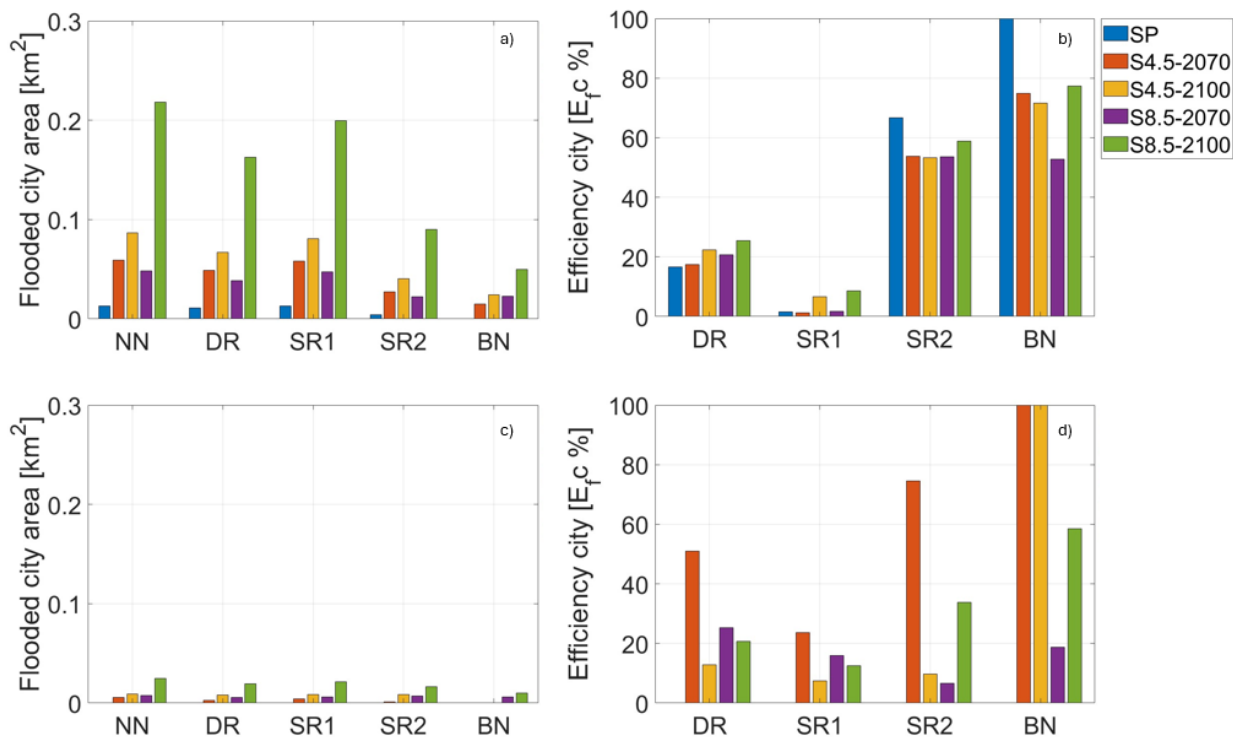 Flooded city area [km²]
0.3
0.2
0.1
0
a)
NN DR SR1 SR2 BN
Efficiency city [E_fc %]
100
80
60
40
20
0
b)
DR SR1 SR2 BN
SP
S4.5-2070
S4.5-2100
S8.5-2070
S8.5-2100
Flooded city area [km²]
0.3
0.2
0.1
0
c)
NN DR SR1 SR2 BN
Efficiency city [E_fc %]
100
80
60
40
20
0
d)
DR SR1 SR2 BN